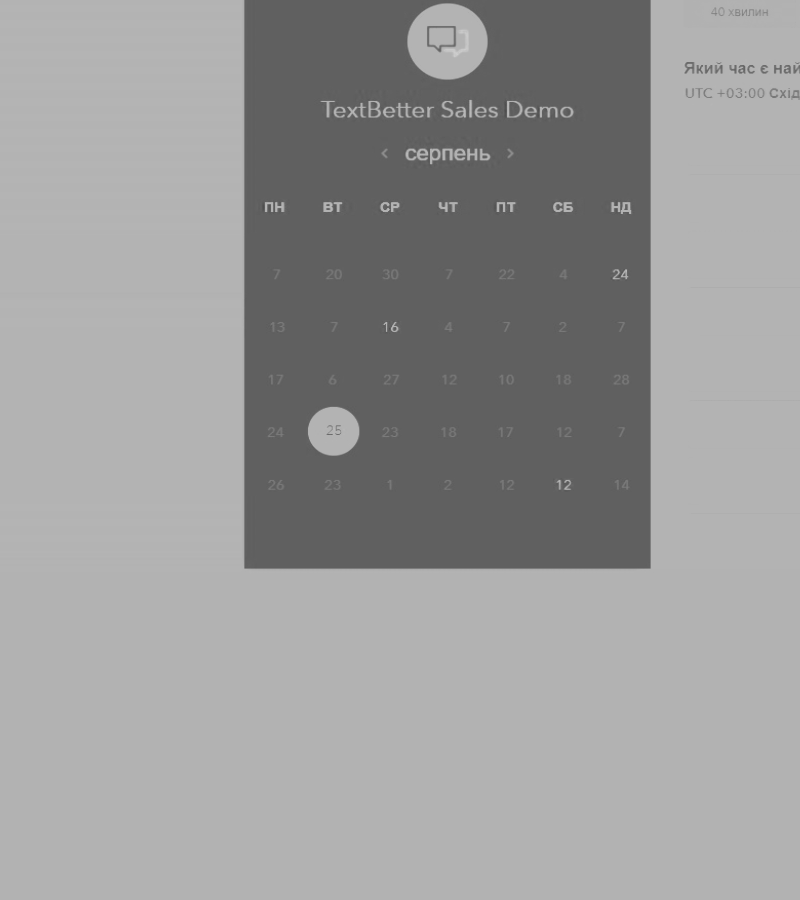 40 хвилин
Який час є най
UTC +03:00 Схід
TextBetter Sales Demo
серпень
ПН ВТ СР ЧТ ПТ СБ НД
7 20 30 7 22 4 24
13 7 16 4 7 2 7
17 6 27 12 10 18 28
24 25 23 18 17 12 7
26 23 1 2 12 12 14